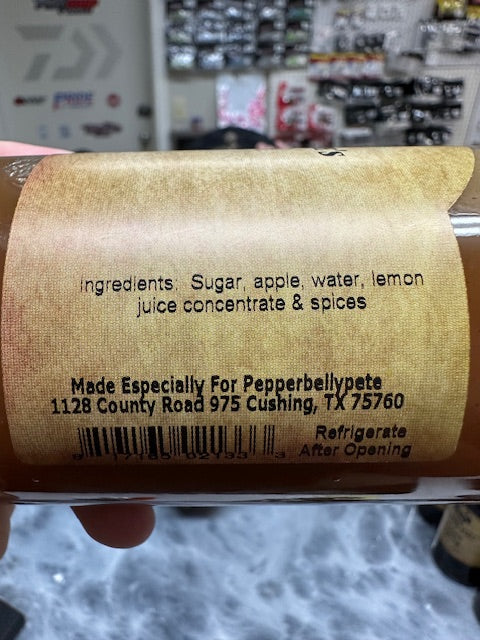 Ingredients: Sugar, apple, water, lemon
juice concentrate & spices
Made Especially For Pepperbellypete
1128 County Road 975 Cushing, TX 75760
Refrigerate
After Opening